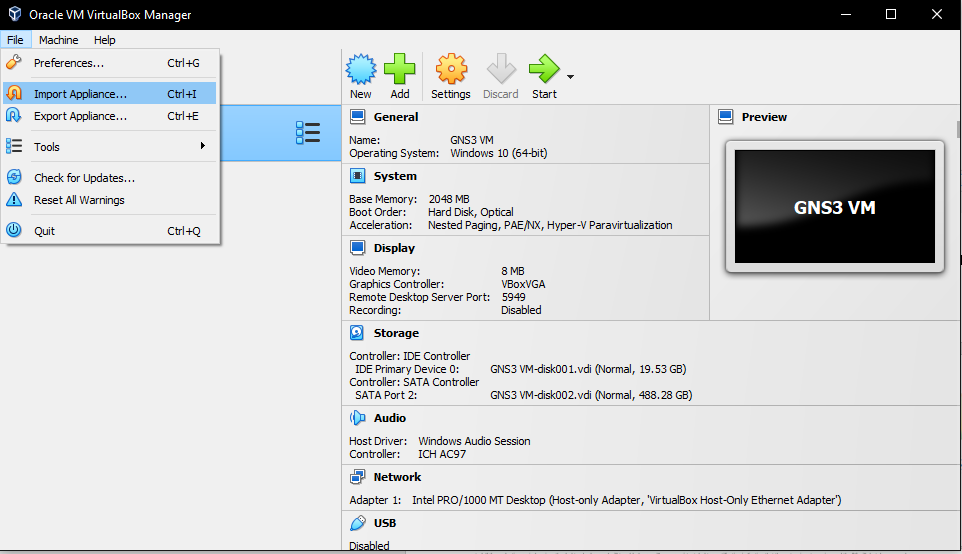 Oracle VM VirtualBox Manager
File Machine Help
Preferences... Ctrl+G
Import Appliance... Ctrl+I
Export Appliance... Ctrl+E
Tools
Check for Updates...
Reset All Warnings
Quit Ctrl+Q
New Add Settings Discard Start
General
Name: GNS3 VM
Operating System: Windows 10 (64-bit)
System
Base Memory: 2048 MB
Boot Order: Hard Disk, Optical
Acceleration: Nested Paging, PAE/NX, Hyper-V Paravirtualization
Display
Video Memory: 8 MB
Graphics Controller: VBoxVGA
Remote Desktop Server Port: 5949
Recording: Disabled
Preview
GNS3 VM
Storage
Controller: IDE Controller
IDE Primary Device 0: GNS3 VM-disk001.vdi (Normal, 19.53 GB)
Controller: SATA Controller
SATA Port 2: GNS3 VM-disk002.vdi (Normal, 488.28 GB)
Audio
Host Driver: Windows Audio Session
Controller: ICH AC97
Network
Adapter 1: Intel PRO/1000 MT Desktop (Host-only Adapter, 'VirtualBox Host-Only Ethernet Adapter')
USB
Disabled